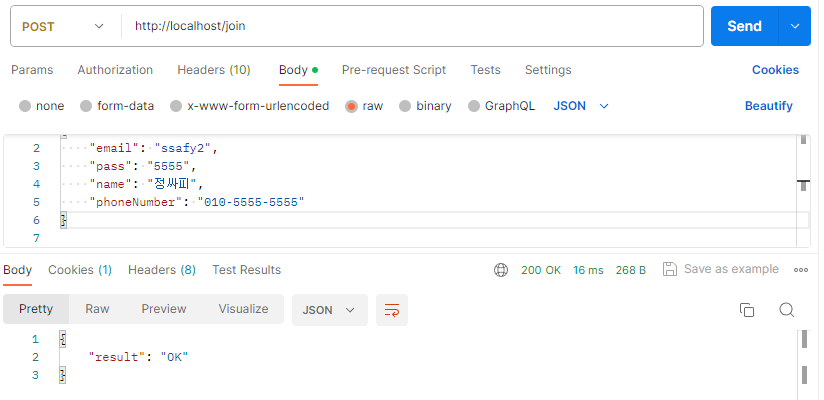 POST http://localhost/join Send
Params Authorization Headers (10) Body Pre-request Script Tests Settings Cookies
none form-data x-www-form-urlencoded raw binary GraphQL JSON Beautify
2 "email": "ssafy2",
3 "pass": "5555",
4 "name": "정싸피",
5 "phoneNumber": "010-5555-5555"
6 }
7
Body Cookies (1) Headers (8) Test Results 200 OK 16 ms 268 B Save as example
Pretty Raw Preview Visualize JSON
1 {
2 "result": "OK"
3 }